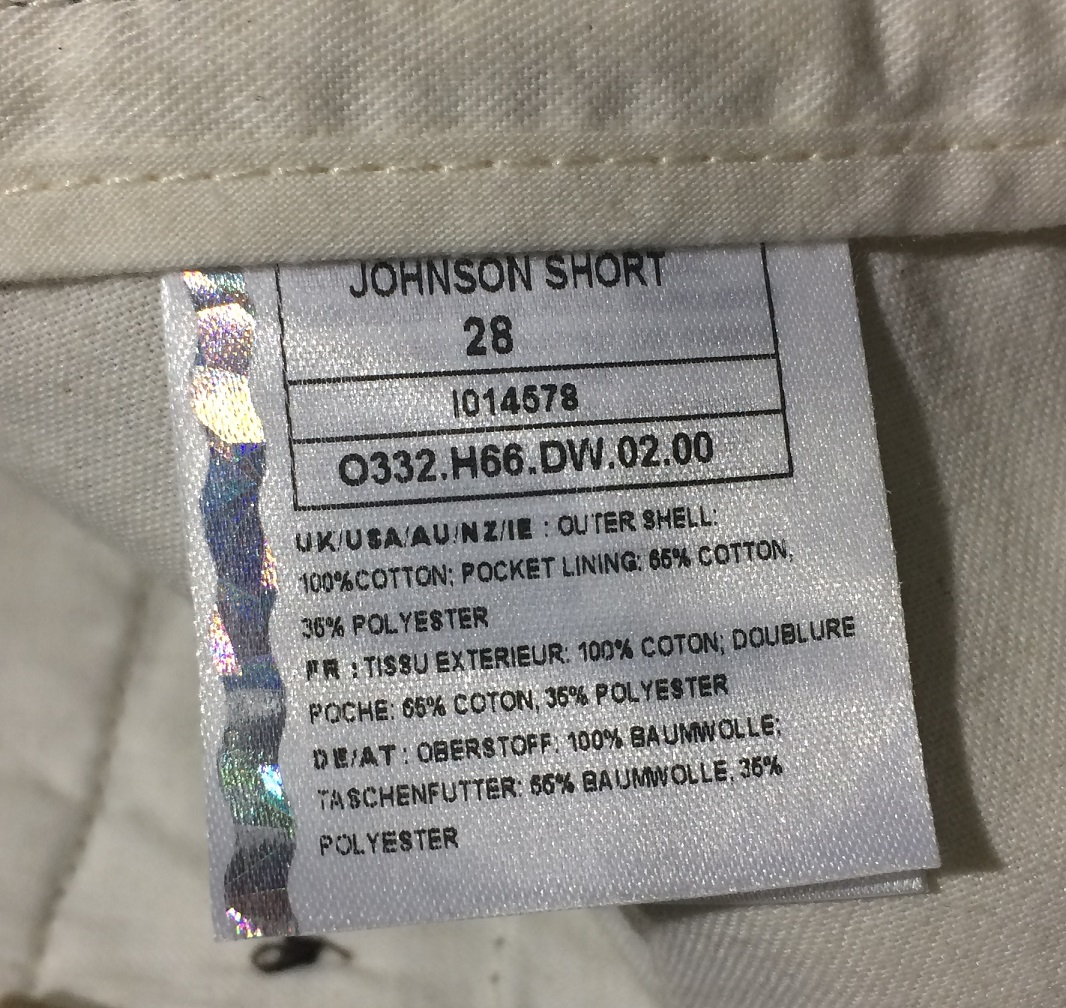 JOHNSON SHORT
28
I014578
O332.H66.DW.02.00
UK/USA/AU/NZ/IE : OUTER SHELL:
100%COTTON; POCKET LINING: 65% COTTON,
35% POLYESTER
FR : TISSU EXTERIEUR: 100% COTON; DOUBLURE
POCHE: 65% COTON, 35% POLYESTER
DE/AT : OBERSTOFF: 100% BAUMWOLLE;
TASCHENFUTTER: 65% BAUMWOLLE, 35%
POLYESTER